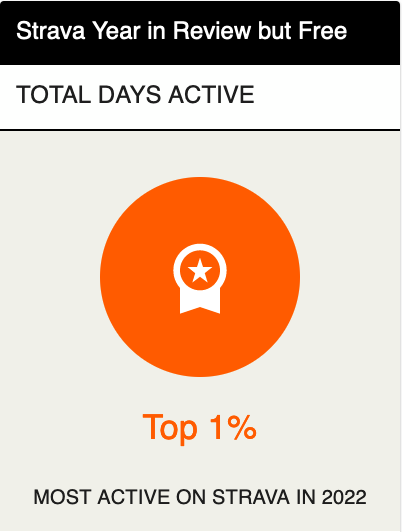 Strava Year in Review but Free
TOTAL DAYS ACTIVE
Top 1%
MOST ACTIVE ON STRAVA IN 2022